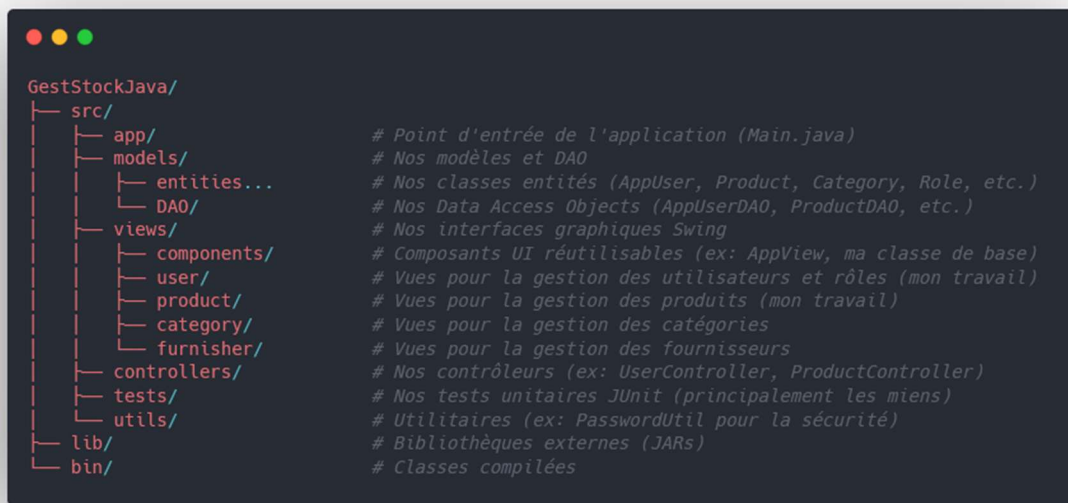 GestStockJava/
├── src/
│   ├── app/                    # Point d'entrée de l'application (Main.java)
│   ├── models/                 # Nos modèles et DAO
│   │   ├── entities...         # Nos classes entités (AppUser, Product, Category, Role, etc.)
│   │   └── DAO/                # Nos Data Access Objects (AppUserDAO, ProductDAO, etc.)
│   ├── views/                  # Nos interfaces graphiques Swing
│   │   ├── components/         # Composants UI réutilisables (ex: AppView, ma classe de base)
│   │   ├── user/               # Vues pour la gestion des utilisateurs et rôles (mon travail)
│   │   ├── product/            # Vues pour la gestion des produits (mon travail)
│   │   ├── category/           # Vues pour la gestion des catégories
│   │   └── furnisher/          # Vues pour la gestion des fournisseurs
│   ├── controllers/            # Nos contrôleurs (ex: UserController, ProductController)
│   ├── tests/                  # Nos tests unitaires JUnit (principalement les miens)
│   └── utils/                  # Utilitaires (ex: PasswordUtil pour la sécurité)
├── lib/                        # Bibliothèques externes (JARs)
└── bin/                        # Classes compilées